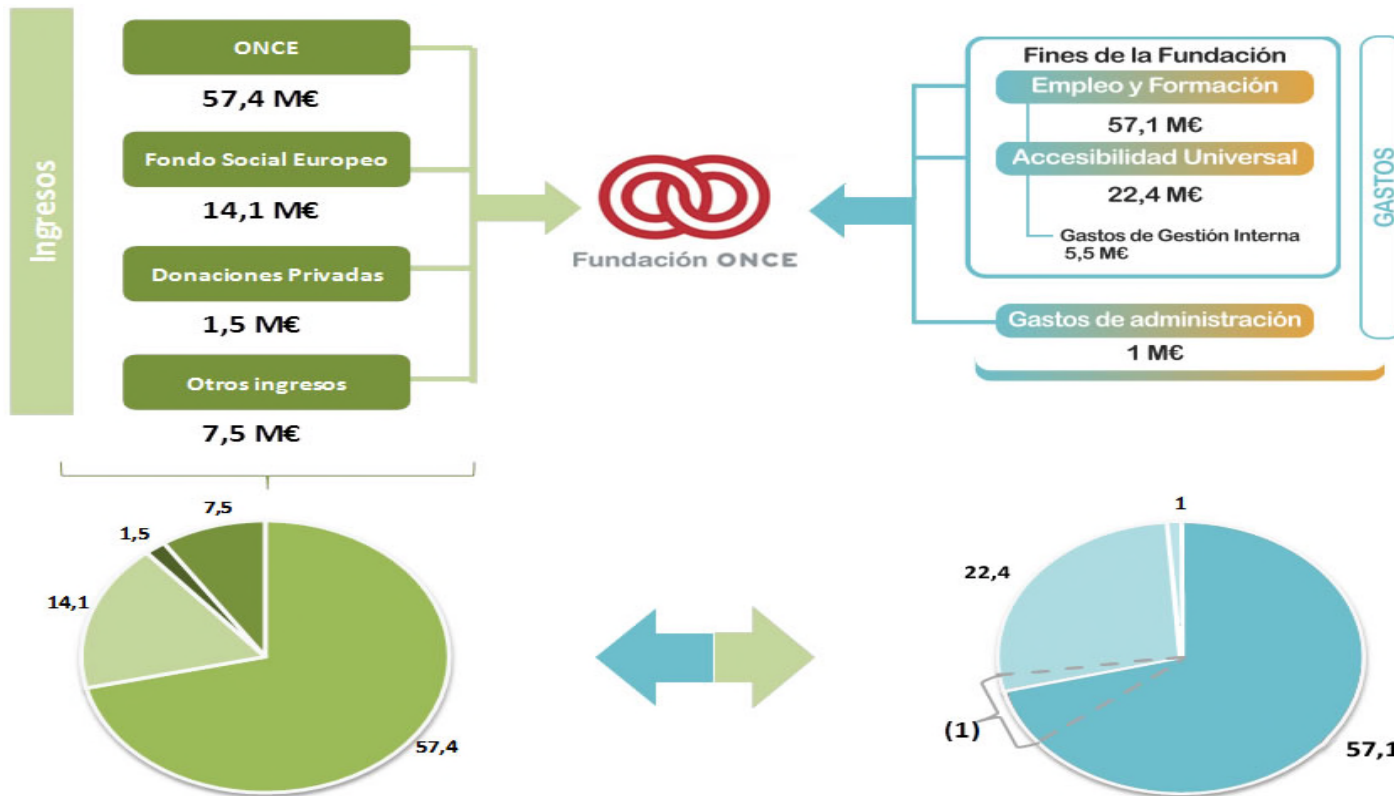 Ingresos
ONCE
57,4 M€
Fondo Social Europeo
14,1 M€
Donaciones Privadas
1,5 M€
Otros ingresos
7,5 M€
Fundación ONCE
Fines de la Fundación
Empleo y Formación
57,1 M€
Accesibilidad Universal
22,4 M€
Gastos de Gestión Interna
5,5 M€
Gastos de administración
1 M€
GASTOS
7,5
1,5
14,1
57,4
1
22,4
(1)
57,1